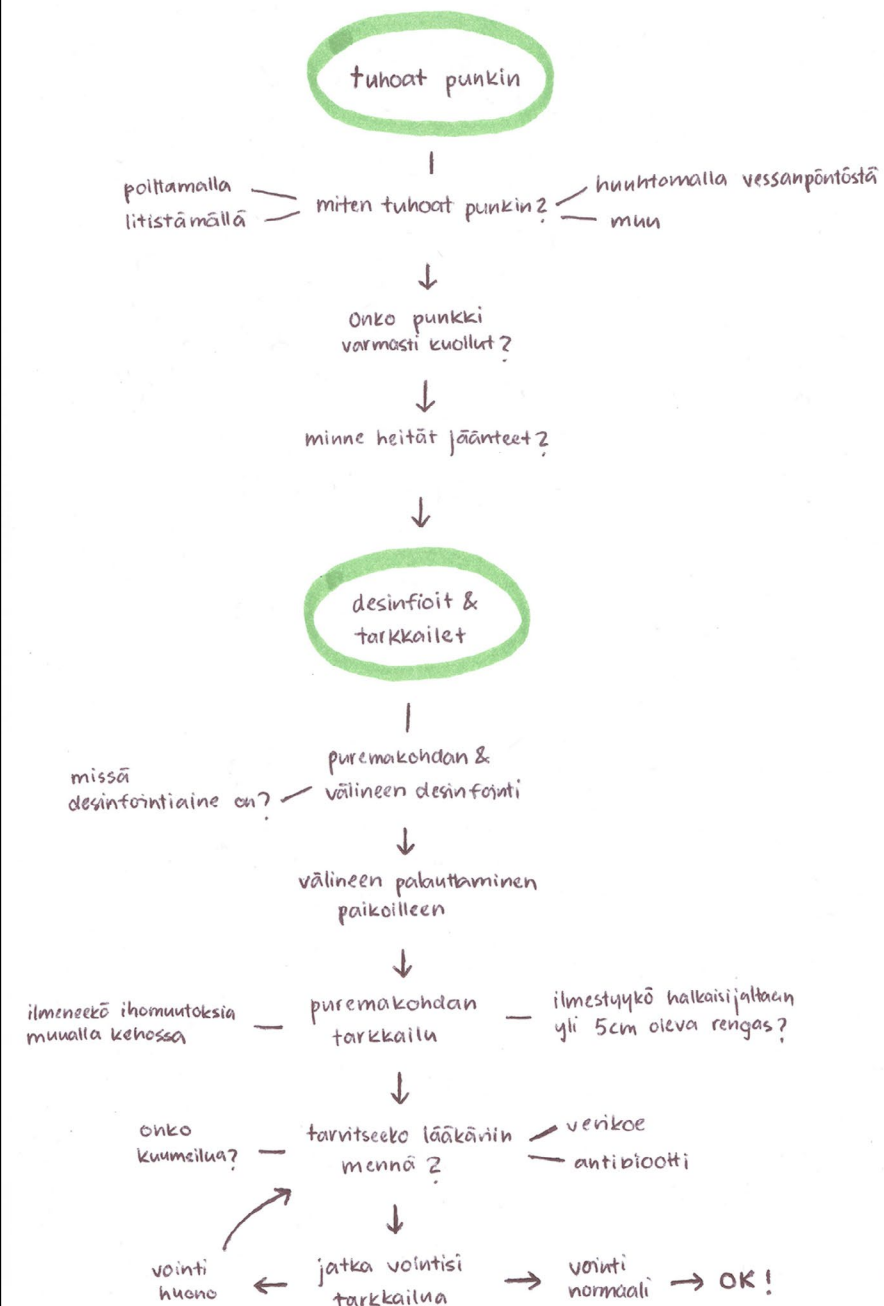 tuhoat punkin
polttamalla
litistämällä
miten tuhoat punkin?
huuhtomalla vessanpöntöstä
muu
Onko punkki
varmasti kuollut?
minne heität jäänteet?
desinfioit &
tarkkailet
puremakohdan &
välineen desinfointi
missä
desinfointiaine on?
välineen palauttaminen
paikoilleen
ilmeneekö ihomuutoksia
muualla kehossa
puremakohdan
tarkkailu
ilmestyykö halkaisijaltaan
yli 5cm oleva rengas?
onko
kuumeilua?
tarvitseeko lääkäriin
mennä?
verikoe
antibiootti
vointi
huono
jatka vointisi
tarkkailua
vointi
normaali
OK!